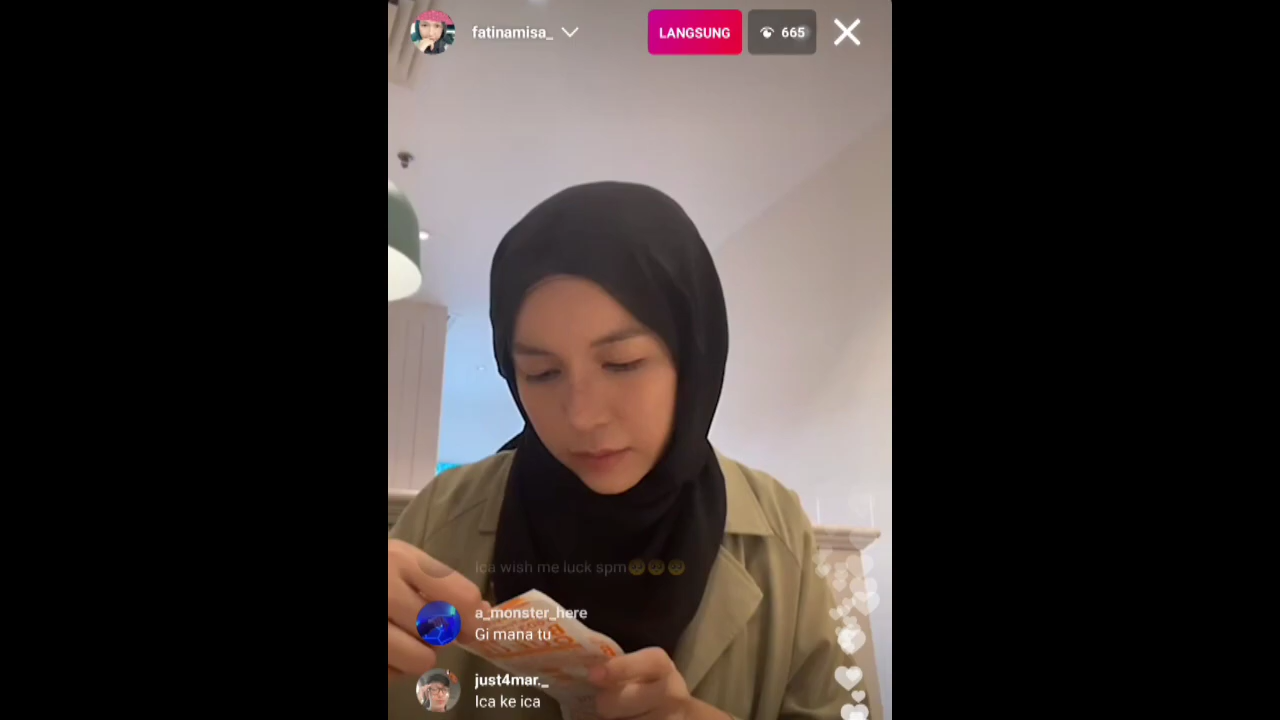 fatinamisa_
LANGSUNG
665
Ica wish me luck spm🥺🥺🥺
a_monster_here
Gi mana tu
just4mar._
Ica ke ica